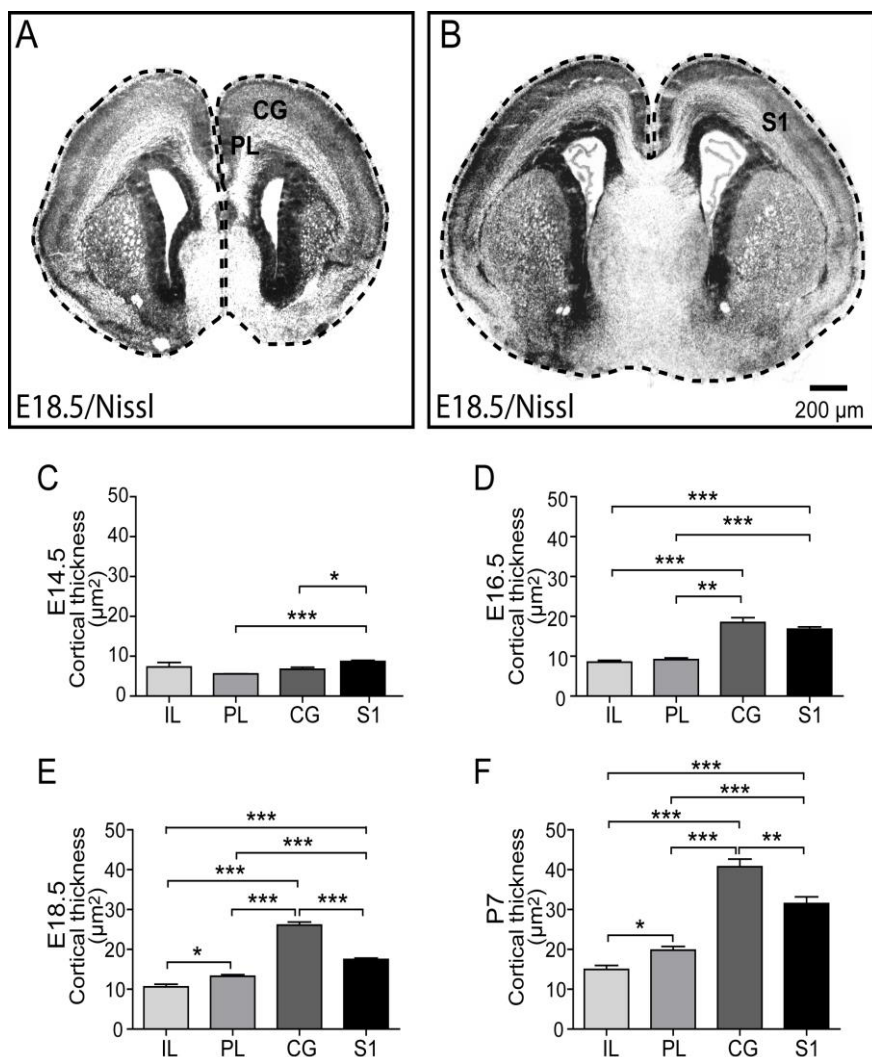 A
CG
PL
E18.5/Nissl
B
S1
E18.5/Nissl
200 µm
C
E14.5
Cortical thickness
(µm²)
50
40
30
20
10
0
*
***
IL PL CG S1
D
E16.5
Cortical thickness
(µm²)
50
40
30
20
10
0
***
***
***
**
IL PL CG S1
E
E18.5
Cortical thickness
(µm²)
50
40
30
20
10
0
***
***
***
*** ***
*
IL PL CG S1
F
P7
Cortical thickness
(µm²)
50
40
30
20
10
0
***
***
***
*** **
*
IL PL CG S1